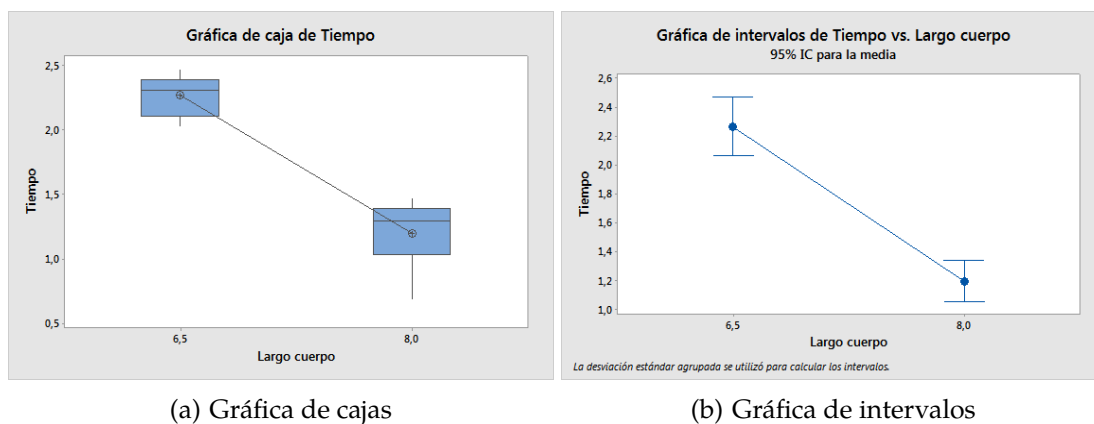 Gráfica de caja de Tiempo
2,5
2,0
1,5
1,0
0,5
Tiempo
6,5
8,0
Largo cuerpo
(a) Gráfica de cajas
Gráfica de intervalos de Tiempo vs. Largo cuerpo
95% IC para la media
2,6
2,4
2,2
2,0
1,8
1,6
1,4
1,2
1,0
Tiempo
6,5
8,0
Largo cuerpo
La desviación estándar agrupada se utilizó para calcular los intervalos.
(b) Gráfica de intervalos